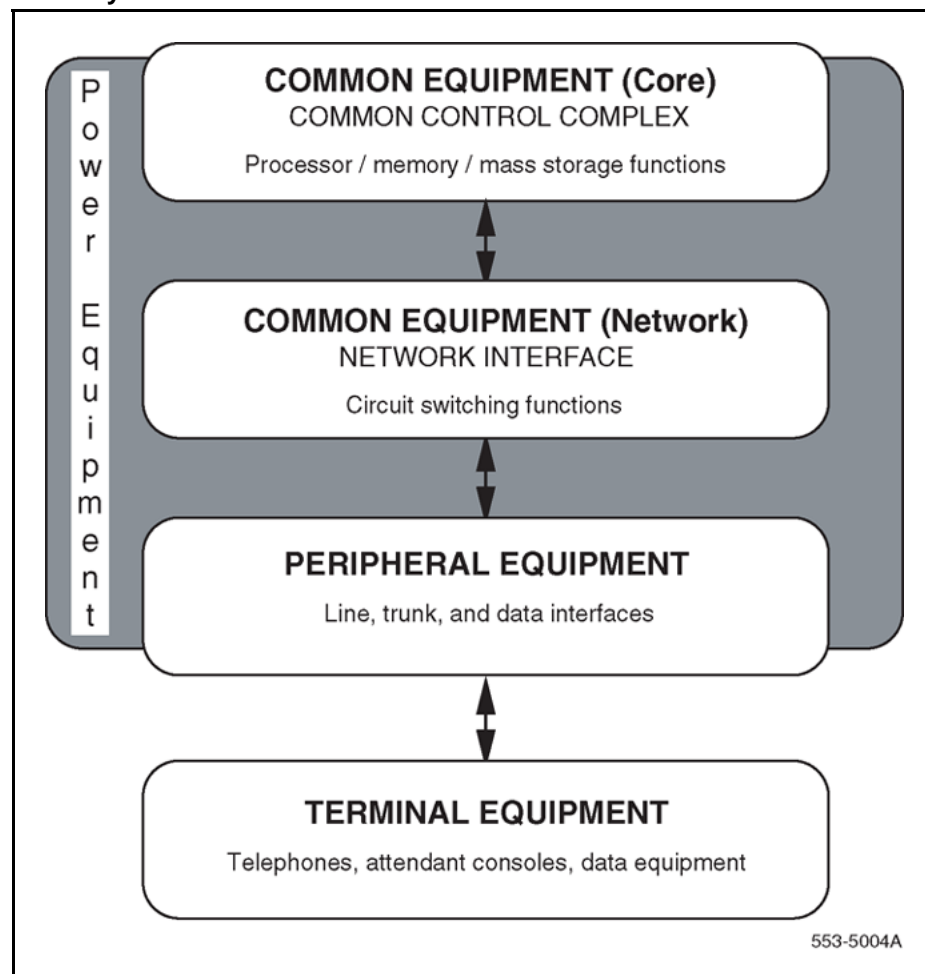 COMMON EQUIPMENT (Core)
COMMON CONTROL COMPLEX
Processor / memory / mass storage functions
Power Equipment
COMMON EQUIPMENT (Network)
NETWORK INTERFACE
Circuit switching functions
PERIPHERAL EQUIPMENT
Line, trunk, and data interfaces
TERMINAL EQUIPMENT
Telephones, attendant consoles, data equipment
553-5004A